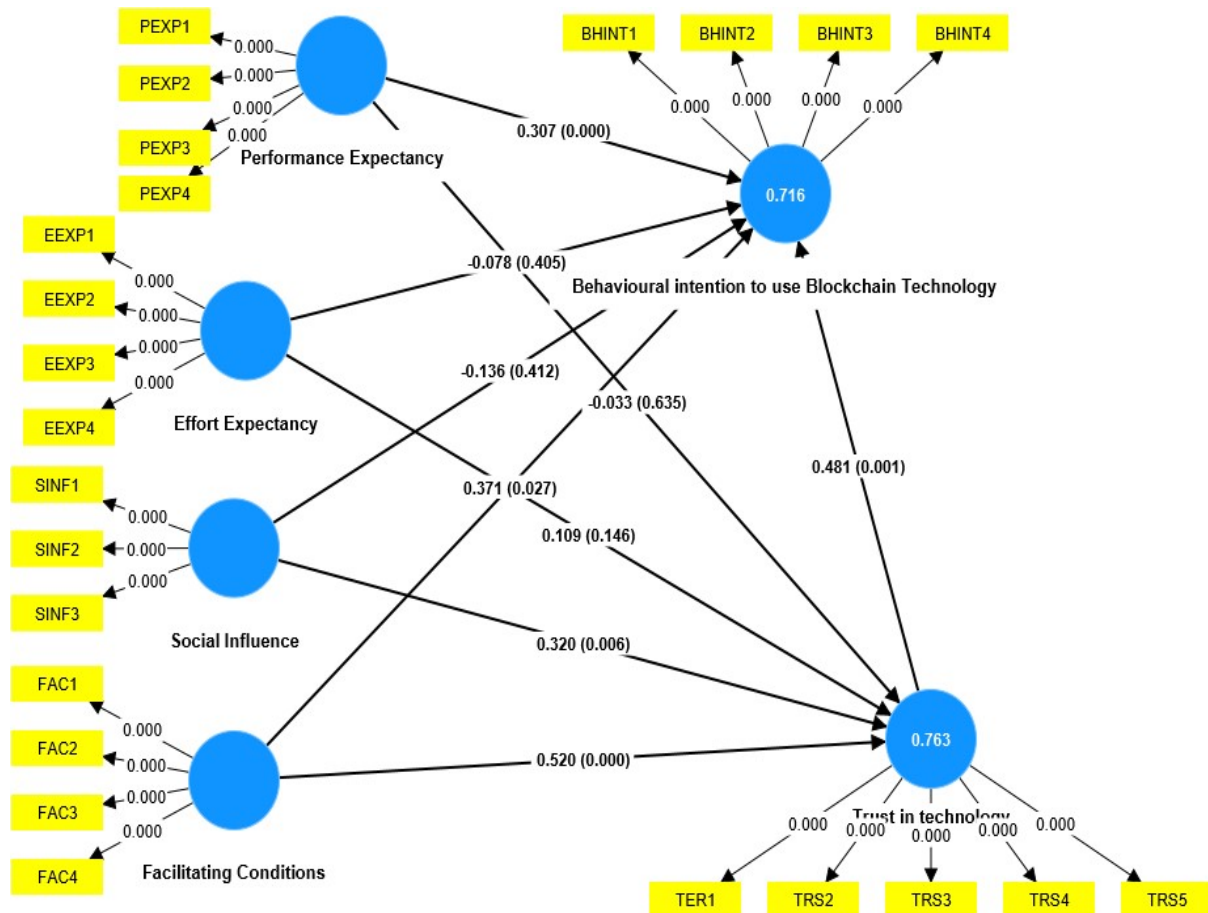 PEXP1
0.000
PEXP2
0.000
PEXP3
0.000
PEXP4
0.000
Performance Expectancy
BHINT1
BHINT2
BHINT3
BHINT4
0.000
0.000
0.000
0.000
0.307 (0.000)
0.716
Behavioural intention to use Blockchain Technology
EEXP1
0.000
EEXP2
0.000
EEXP3
0.000
EEXP4
0.000
Effort Expectancy
-0.078 (0.405)
-0.136 (0.412)
-0.033 (0.635)
0.481 (0.001)
SINF1
0.000
SINF2
0.000
SINF3
0.000
Social Influence
0.371 (0.027)
0.109 (0.146)
0.320 (0.006)
FAC1
0.000
FAC2
0.000
FAC3
0.000
FAC4
0.000
Facilitating Conditions
0.520 (0.000)
0.763
Trust in technology
0.000
0.000
0.000
0.000
0.000
TER1
TRS2
TRS3
TRS4
TRS5